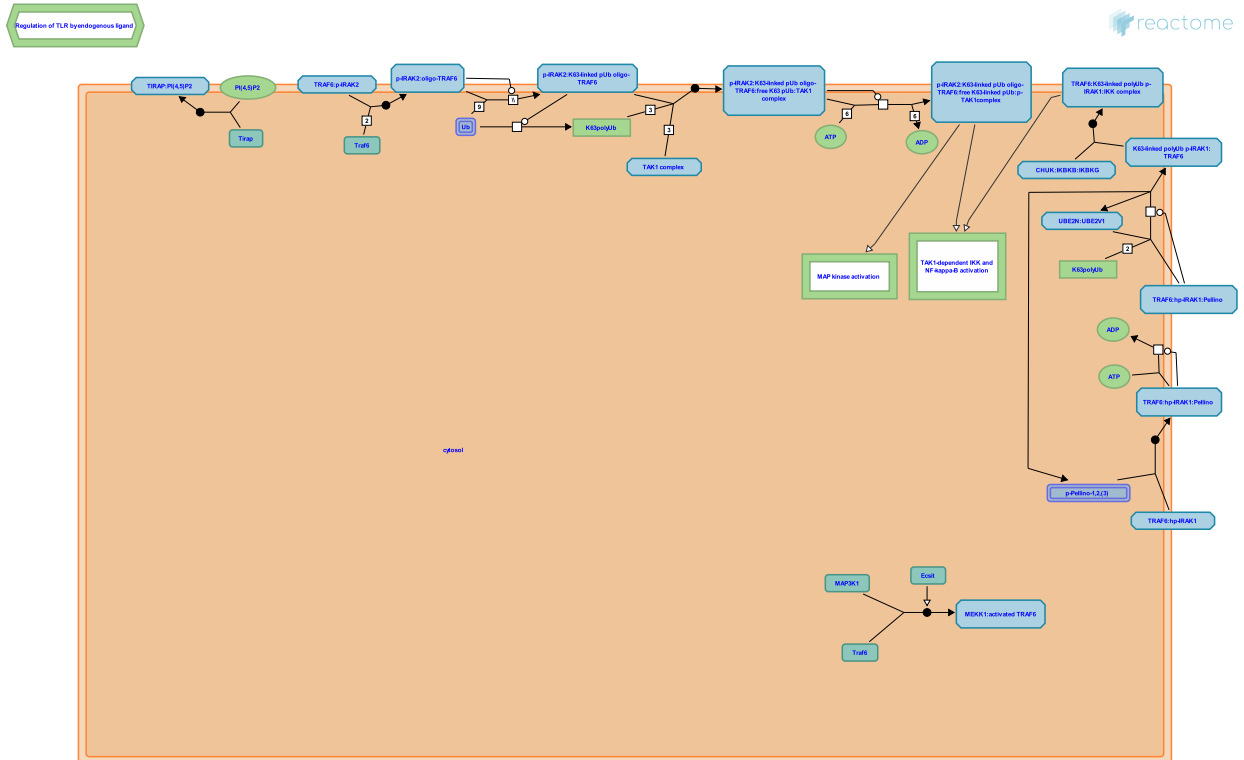 Regulation of TLR byendogenous ligand
reactome
TIRAP:PI(4,5)P2
PI(4,5)P2
Tirap
TRAF6:p-IRAK2
2
Traf6
p-IRAK2:oligo-TRAF6
9
Ub
p-IRAK2:K63-linked pUb oligo-
TRAF6
K63polyUb
3
3
TAK1 complex
p-IRAK2:K63-linked pUb oligo-
TRAF6:free K63 pUb:TAK1
complex
6
ATP
6
ADP
p-IRAK2:K63-linked pUb oligo-
TRAF6:free K63-linked pUb:p-
TAK1complex
TRAF6:K63-linked polyUb p-
IRAK1:IKK complex
CHUK:IKBKB:IKBKG
K63-linked polyUb p-IRAK1:
TRAF6
UBE2N:UBE2V1
2
K63polyUb
MAP kinase activation
TAK1-dependent IKK and
NF-kappa-B activation
TRAF6:hp-IRAK1:Pellino
ADP
ATP
TRAF6:hp-IRAK1:Pellino
cytosol
p-Pellino-1,2,(3)
TRAF6:hp-IRAK1
MAP3K1
Ecsit
MEKK1:activated TRAF6
Traf6